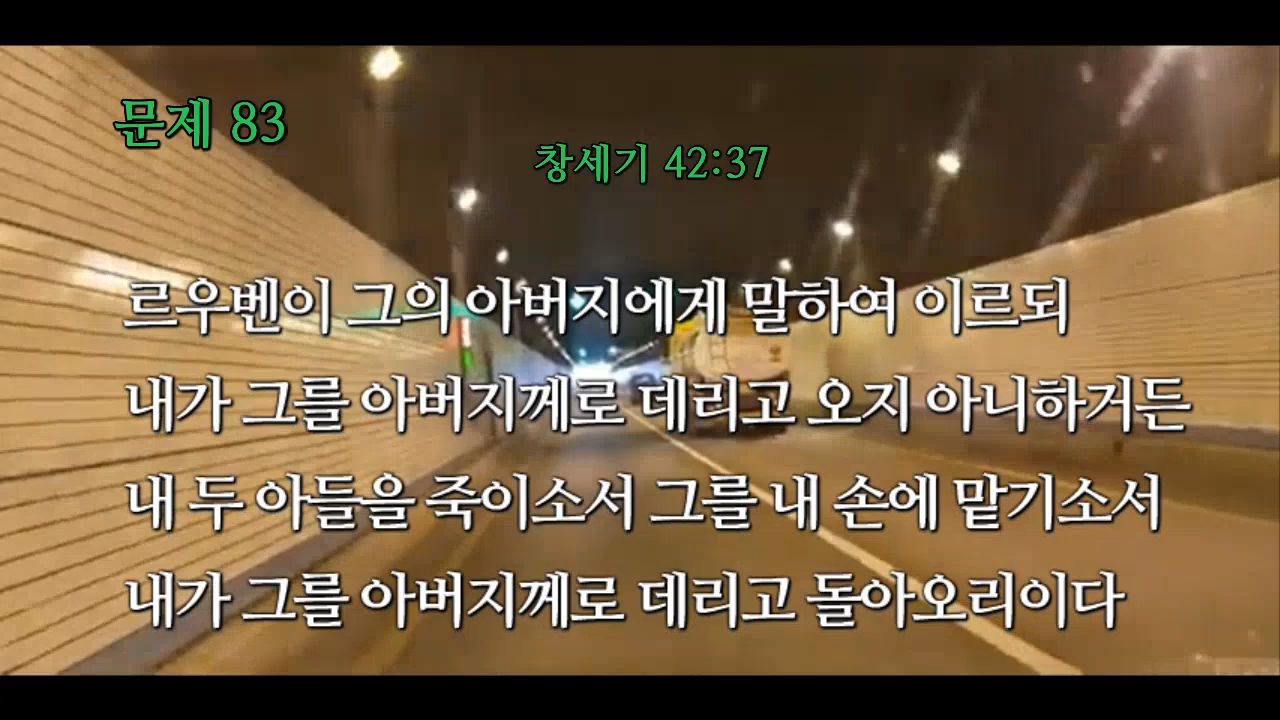 문제 83
창세기 42:37
르우벤이 그의 아버지에게 말하여 이르되
내가 그를 아버지께로 데리고 오지 아니하거든
내 두 아들을 죽이소서 그를 내 손에 맡기소서
내가 그를 아버지께로 데리고 돌아오리이다